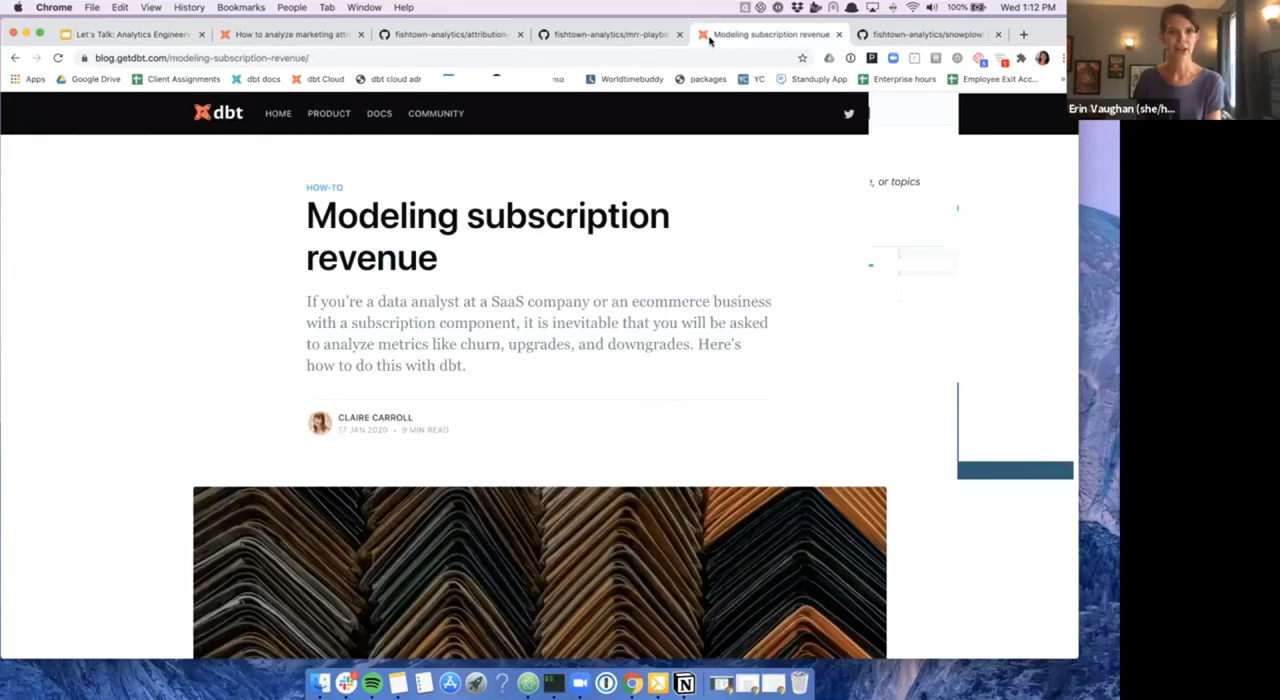 Chrome File Edit View History Bookmarks People Tab Window Help 100% Wed 1:12 PM
Let's Talk: Analytics Engineeri How to analyze marketing attr fishtown-analytics/attribution- fishtown-analytics/mrr-playbo Modeling subscription revenue fishtown-analytics/snowplow:
blog.getdbt.com/modeling-subscription-revenue/
Apps Google Drive Client Assignments dbt docs dbt Cloud dbt cloud adr Worldtimebuddy packages YC Standuply App Enterprise hours Employee Exit Acc...
Erin Vaughan (she/h...
dbt HOME PRODUCT DOCS COMMUNITY
, or topics
HOW-TO
Modeling subscription
revenue
If you're a data analyst at a SaaS company or an ecommerce business
with a subscription component, it is inevitable that you will be asked
to analyze metrics like churn, upgrades, and downgrades. Here's
how to do this with dbt.
CLAIRE CARROLL
17 JAN 2020 • 9 MIN READ